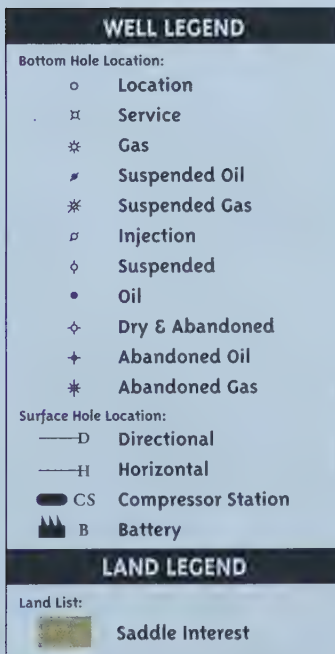 WELL LEGEND
Bottom Hole Location:
Location
Service
Gas
Suspended Oil
Suspended Gas
Injection
Suspended
Oil
Dry & Abandoned
Abandoned Oil
Abandoned Gas
Surface Hole Location:
D Directional
H Horizontal
CS Compressor Station
B Battery
LAND LEGEND
Land List:
Saddle Interest